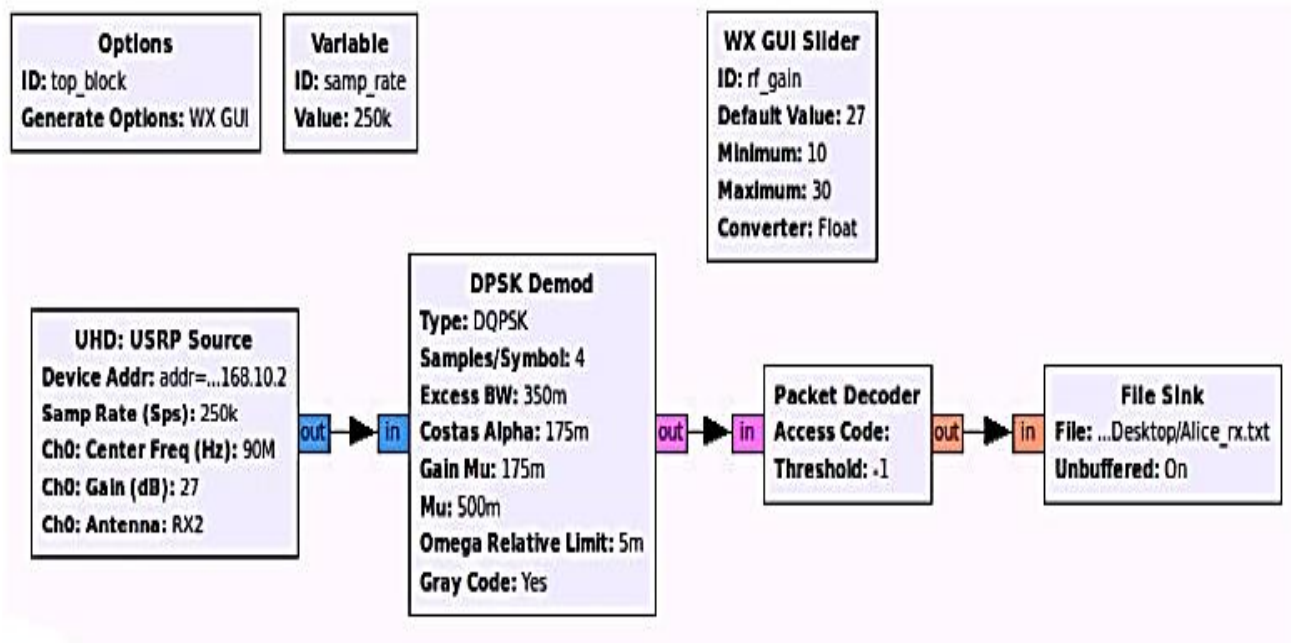 Options
ID: top_block
Generate Options: WX GUI
Variable
ID: samp_rate
Value: 250k
WX GUI Slider
ID: rf_gain
Default Value: 27
Minimum: 10
Maximum: 30
Converter: Float
UHD: USRP Source
Device Addr: addr=...168.10.2
Samp Rate (Sps): 250k
Ch0: Center Freq (Hz): 90M
Ch0: Gain (dB): 27
Ch0: Antenna: RX2
out
in
DPSK Demod
Type: DQPSK
Samples/Symbol: 4
Excess BW: 350m
Costas Alpha: 175m
Gain Mu: 175m
Mu: 500m
Omega Relative Limit: 5m
Gray Code: Yes
out
in
Packet Decoder
Access Code:
Threshold: -1
out
in
File Sink
File: ...Desktop/Alice_rx.txt
Unbuffered: On